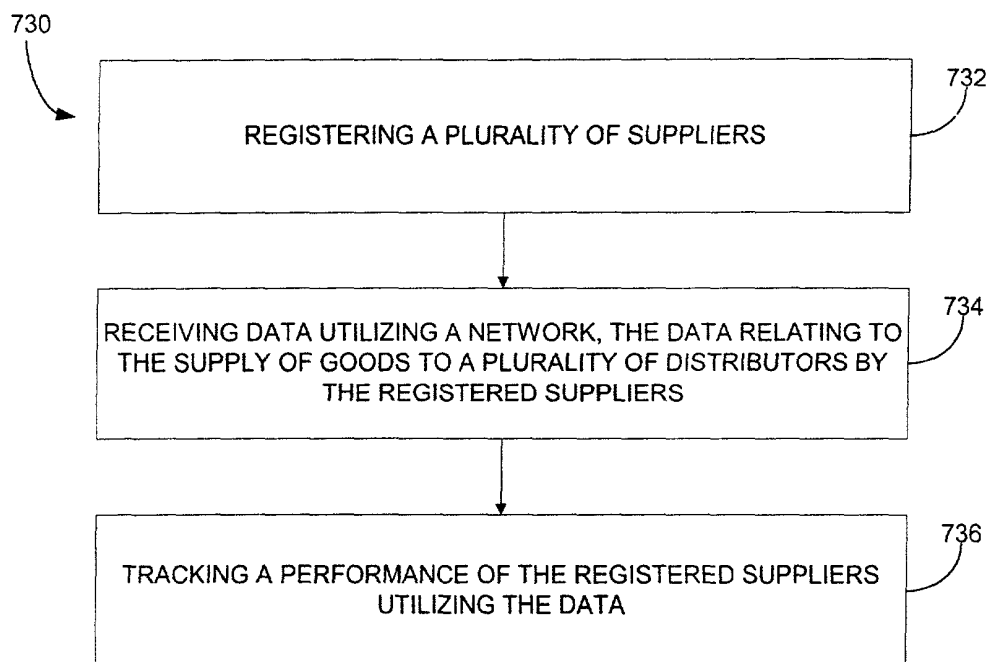 730
732
REGISTERING A PLURALITY OF SUPPLIERS
734
RECEIVING DATA UTILIZING A NETWORK, THE DATA RELATING TO
THE SUPPLY OF GOODS TO A PLURALITY OF DISTRIBUTORS BY
THE REGISTERED SUPPLIERS
736
TRACKING A PERFORMANCE OF THE REGISTERED SUPPLIERS
UTILIZING THE DATA